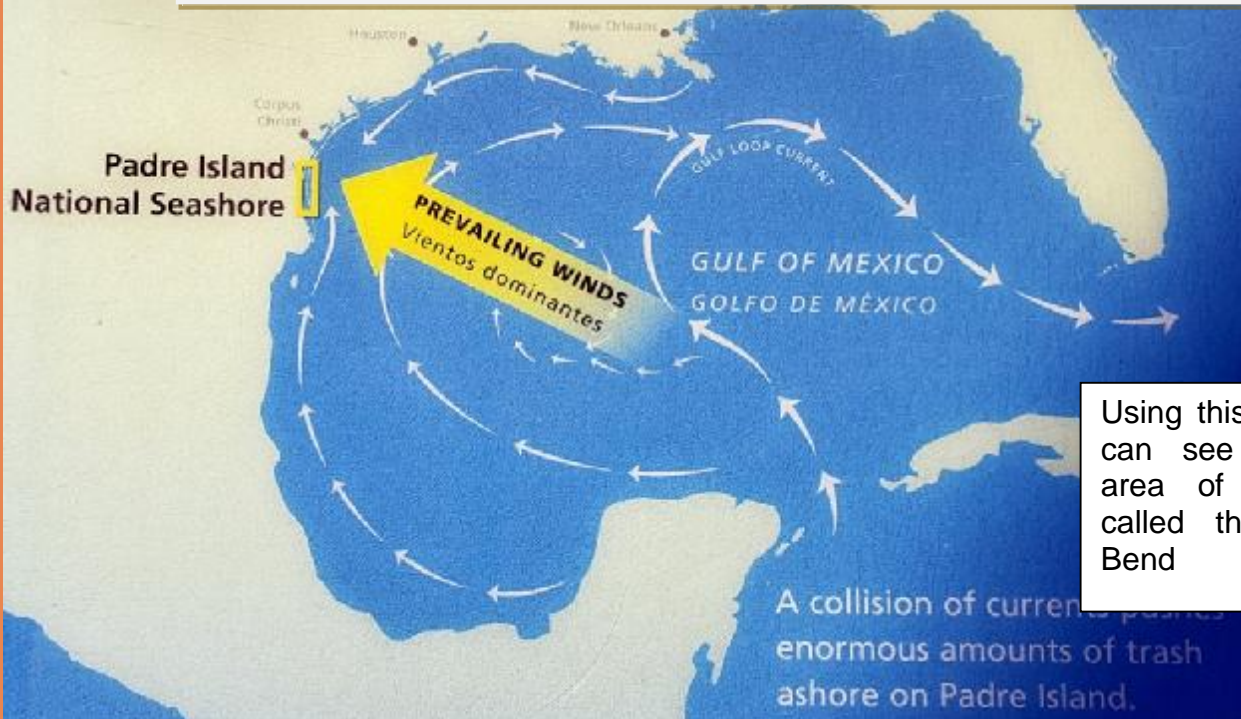 Houston
New Orleans
Corpus
Christi
Padre Island
National Seashore
GULF LOOP CURRENT
PREVAILING WINDS
Vientos dominantes
GULF OF MEXICO
GOLFO DE MÉXICO
Using this
can see
area of
called th
Bend
A collision of currents pushes
enormous amounts of trash
ashore on Padre Island.